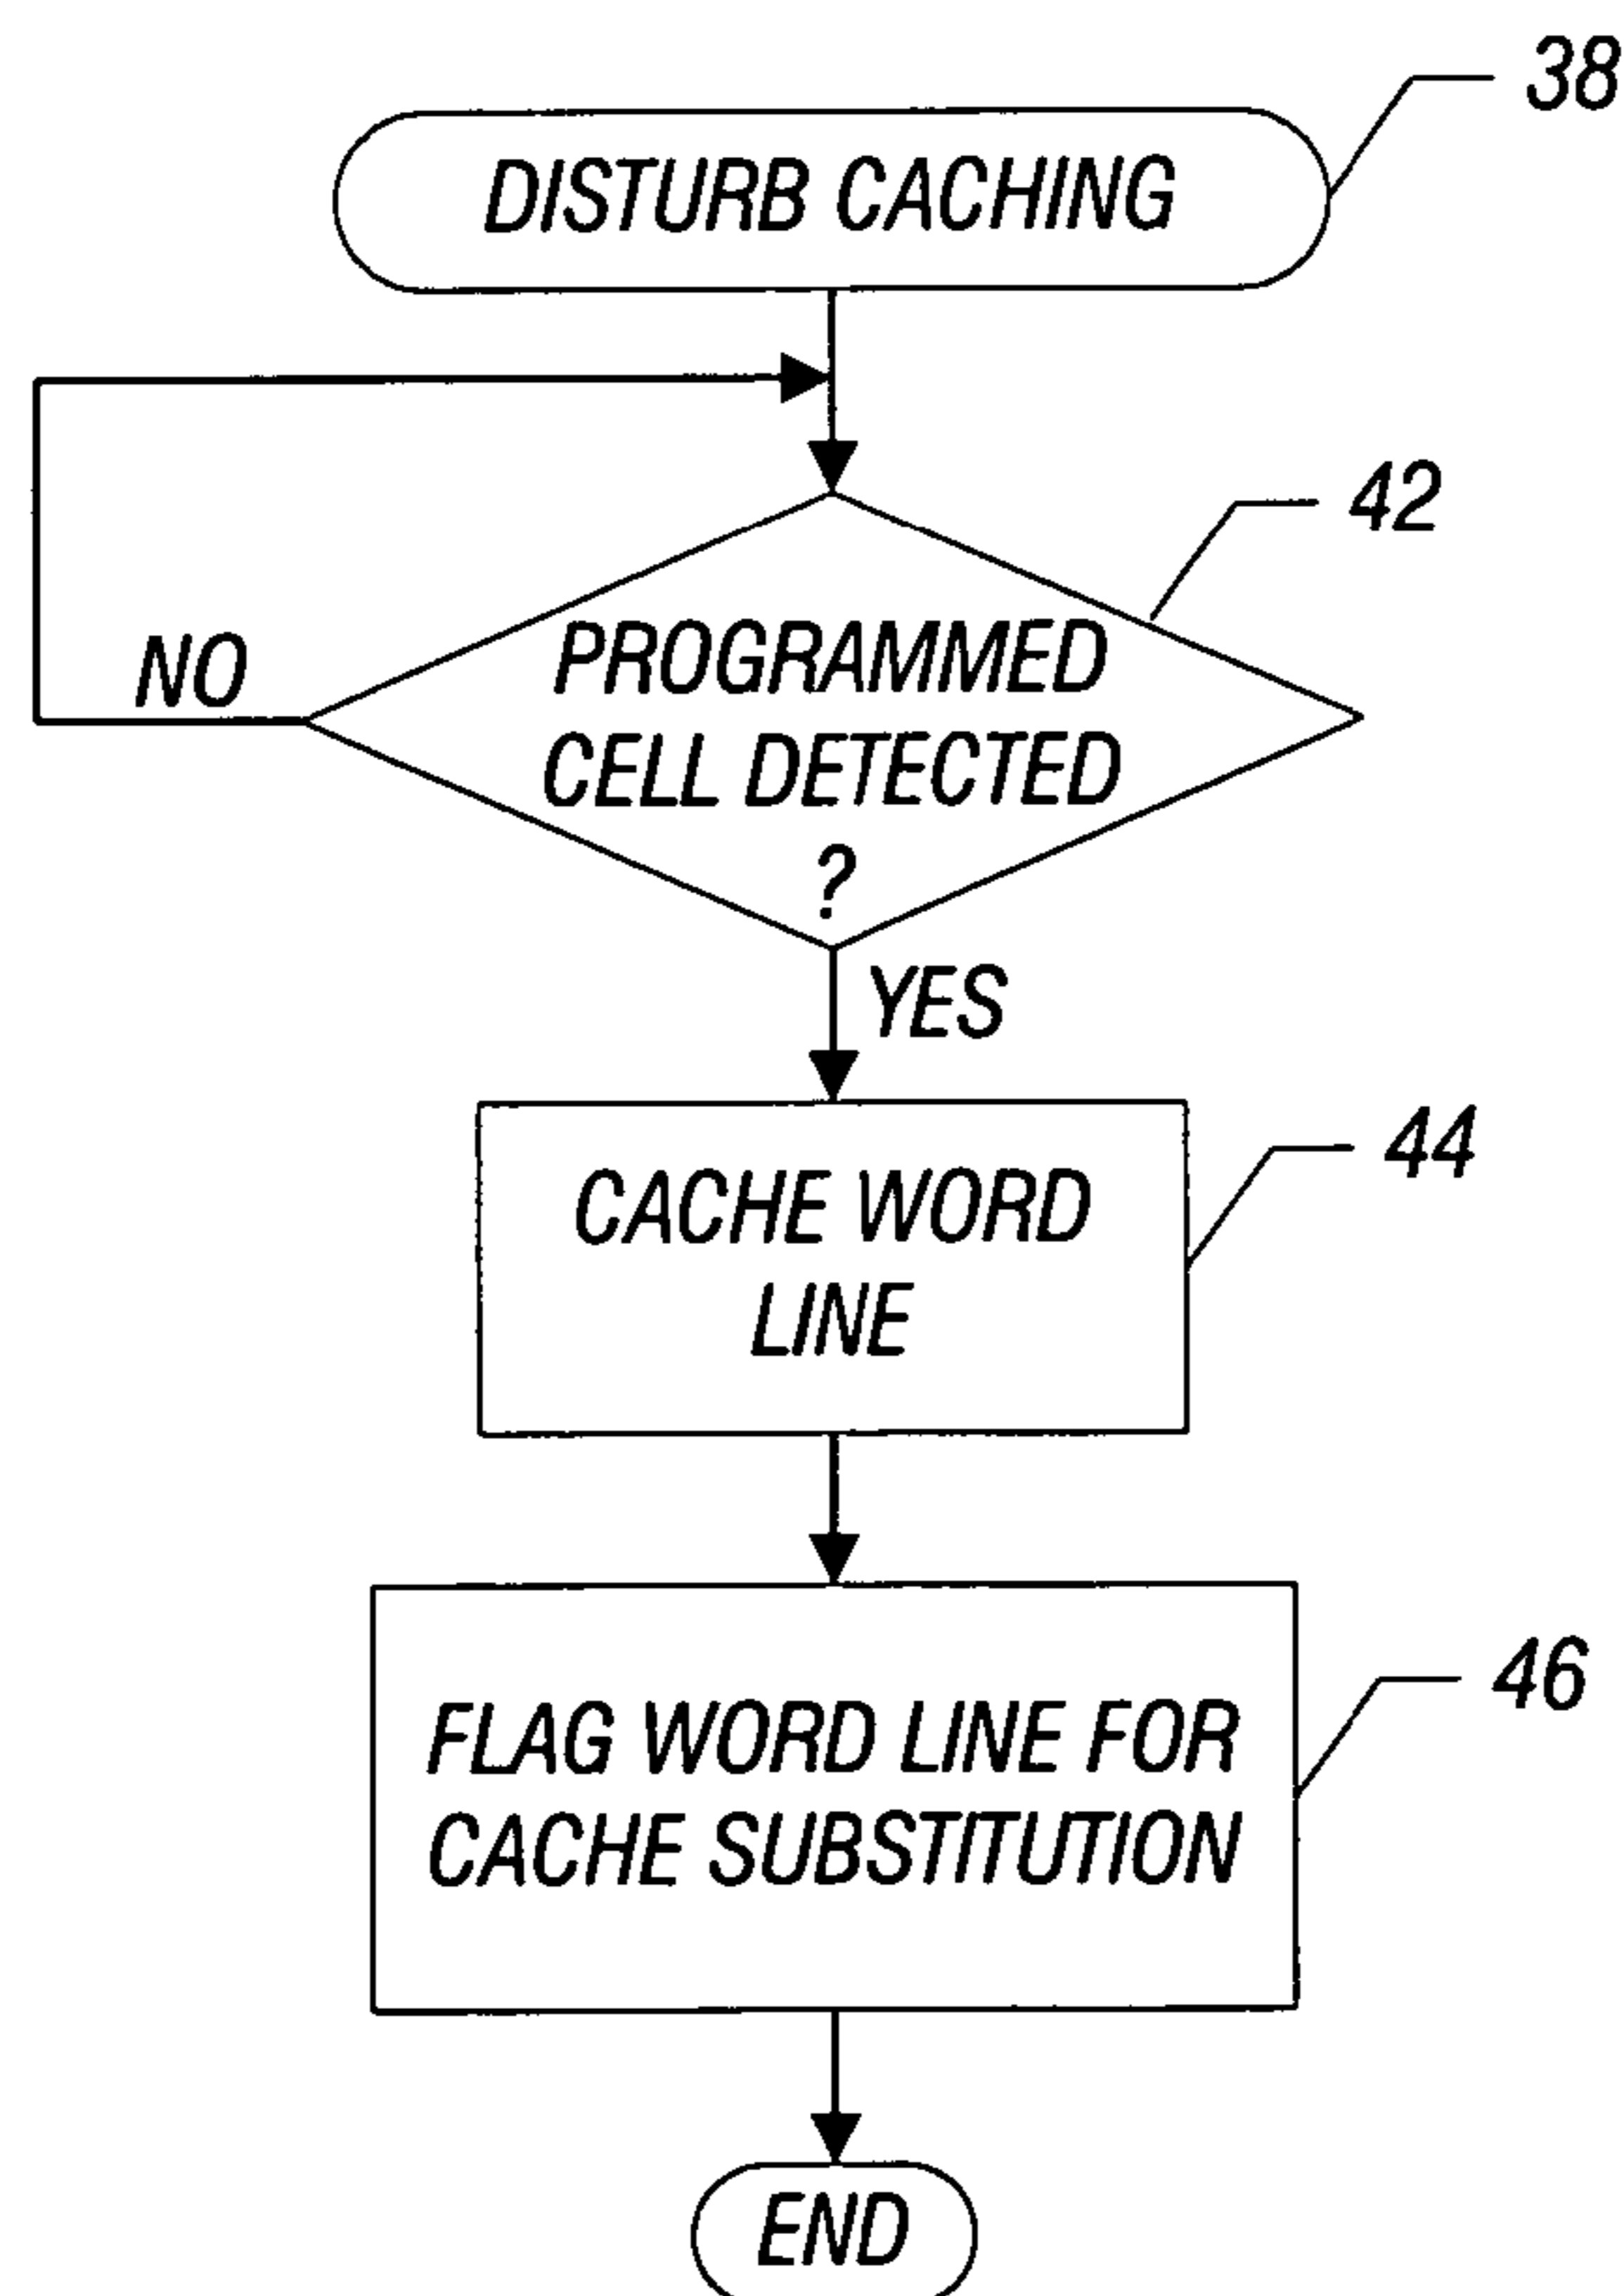 38
DISTURB CACHING
42
PROGRAMMED
CELL DETECTED
?
NO
YES
44
CACHE WORD
LINE
46
FLAG WORD LINE FOR
CACHE SUBSTITUTION
END